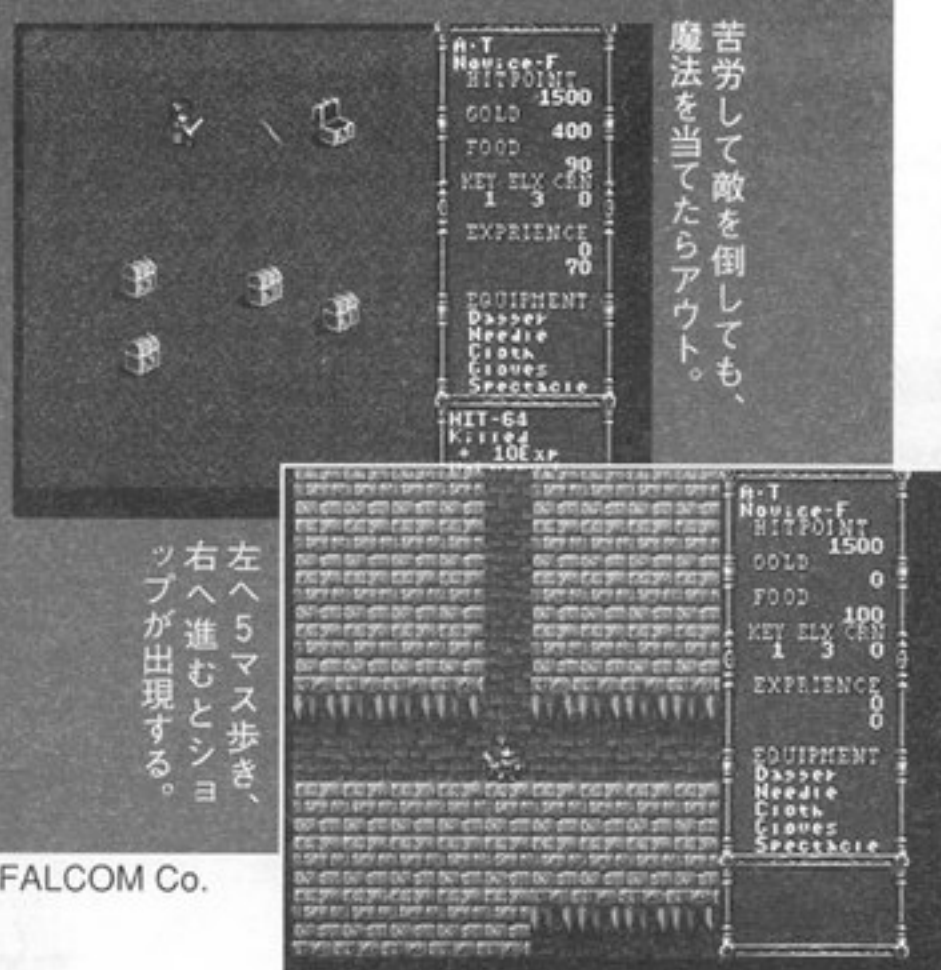 苦労して敵を倒しても、
魔法を当てたらアウト。
A・T
Novice-F
HITPOINT
1500
GOLD
400
FOOD
90
KEY ELX CRN
1 3 0
EXPRIENCE
0
70
EQUIPMENT
Dagger
Needle
Cloth
Gloves
Spectacle
HIT-64
Killed
+ 10Exp
左へ5マス歩き、
右へ進むとショ
ップが出現する。
A・T
Novice-F
HITPOINT
1500
GOLD
0
FOOD
100
KEY ELX CRN
1 3 0
EXPRIENCE
0
0
EQUIPMENT
Dagger
Needle
Cloth
Gloves
Spectacle
FALCOM Co.